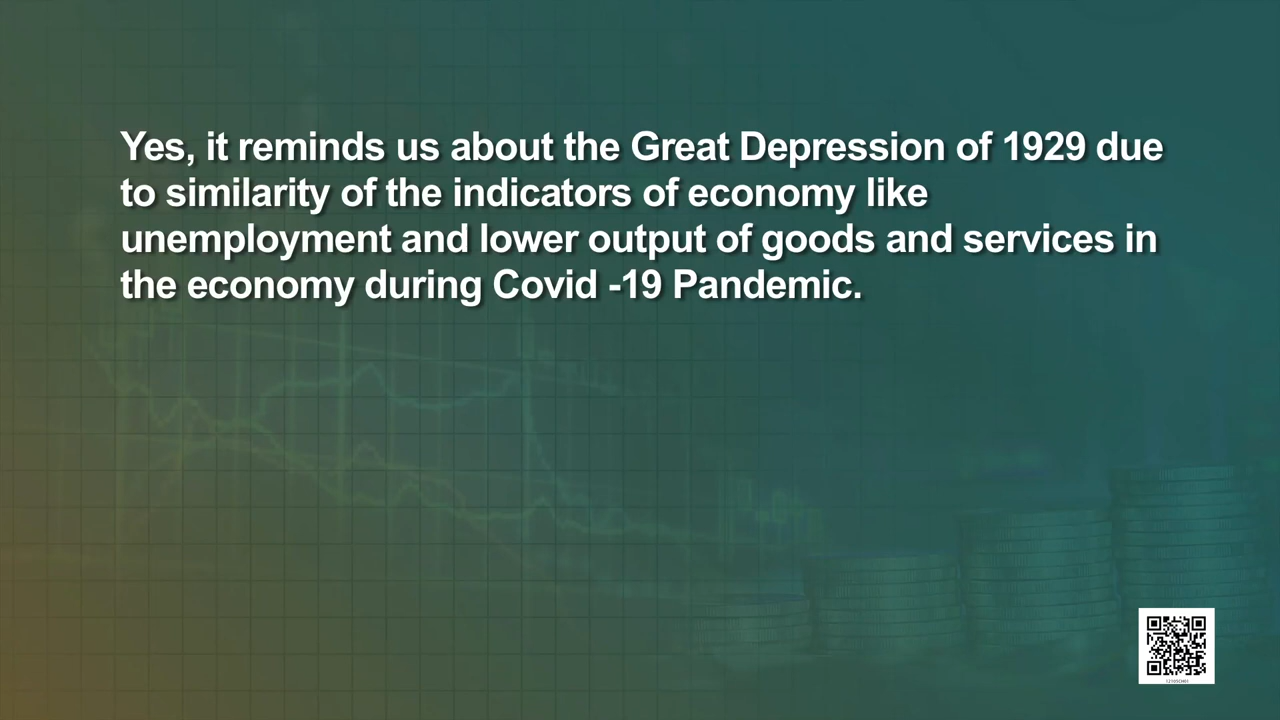 Yes, it reminds us about the Great Depression of 1929 due
to similarity of the indicators of economy like
unemployment and lower output of goods and services in
the economy during Covid -19 Pandemic.